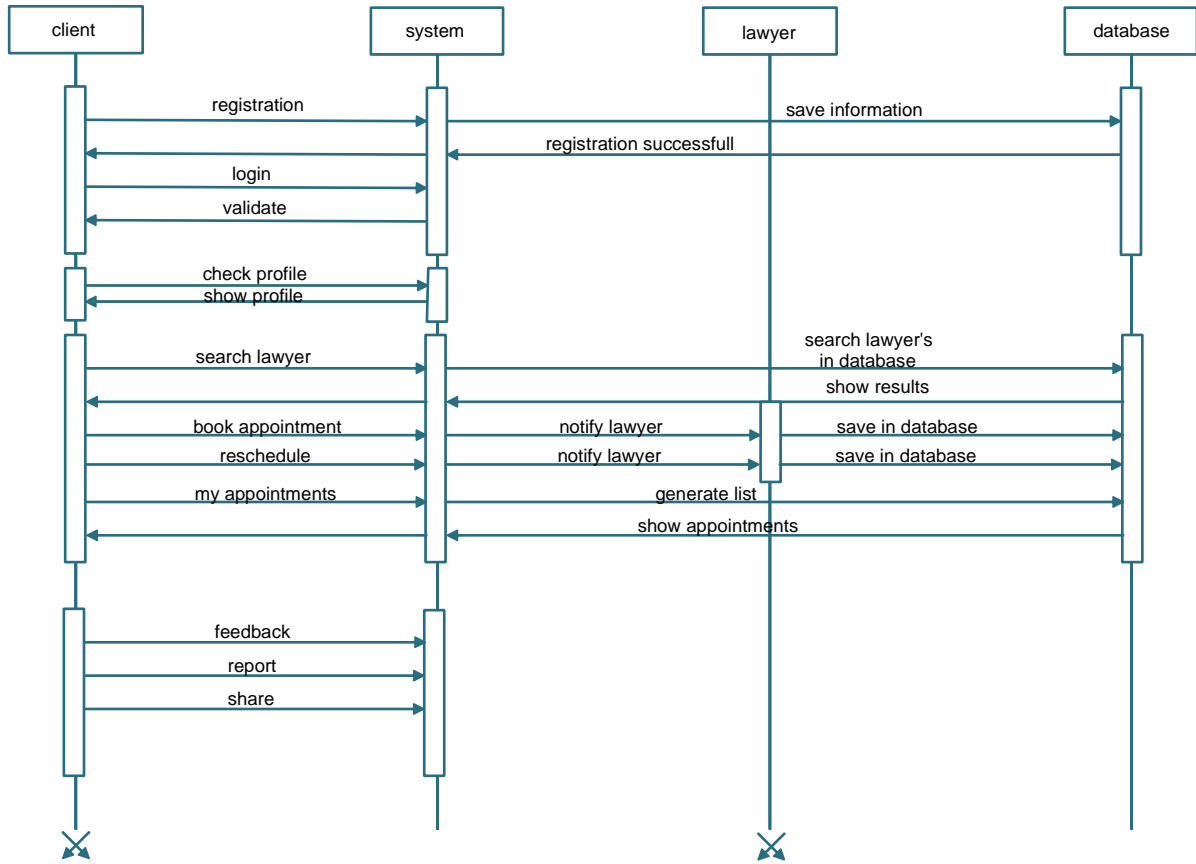 client
system
lawyer
database
registration
save information
registration successfull
login
validate
check profile
show profile
search lawyer's
in database
search lawyer
show results
book appointment
notify lawyer
save in database
reschedule
notify lawyer
save in database
my appointments
generate list
show appointments
feedback
report
share